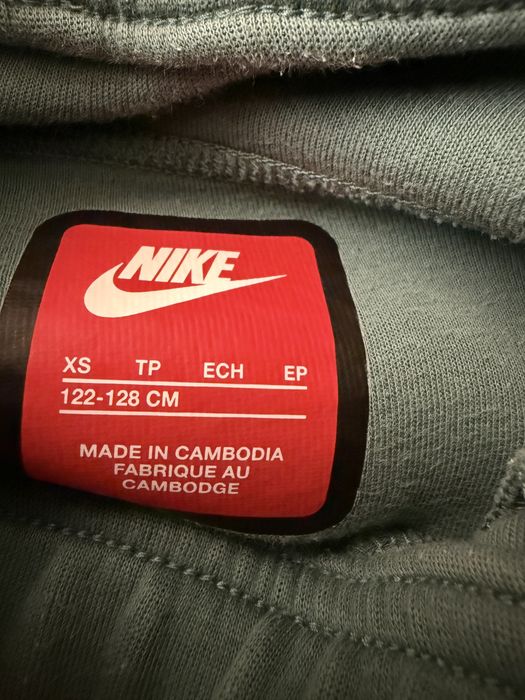 NIKE
XS TP ECH EP
122-128 CM
MADE IN CAMBODIA
FABRIQUE AU
CAMBODGE